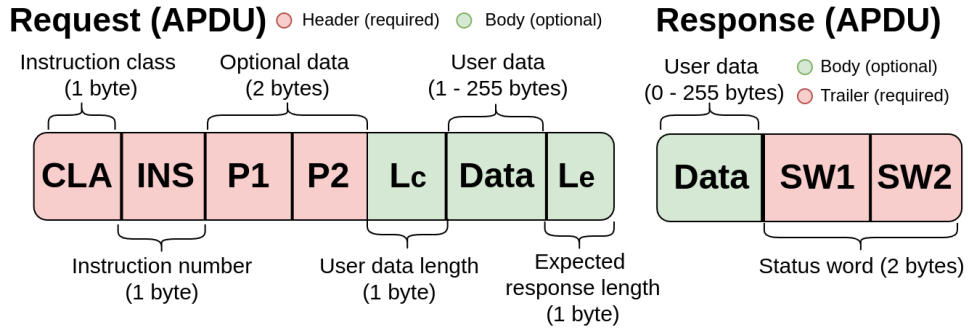 Request (APDU)
Header (required)
Body (optional)
Instruction class
(1 byte)
Optional data
(2 bytes)
User data
(1 - 255 bytes)
CLA
INS
P1
P2
Lc
Data
Le
Instruction number
(1 byte)
User data length
(1 byte)
Expected
response length
(1 byte)
Response (APDU)
User data
(0 - 255 bytes)
Body (optional)
Trailer (required)
Data
SW1
SW2
Status word (2 bytes)